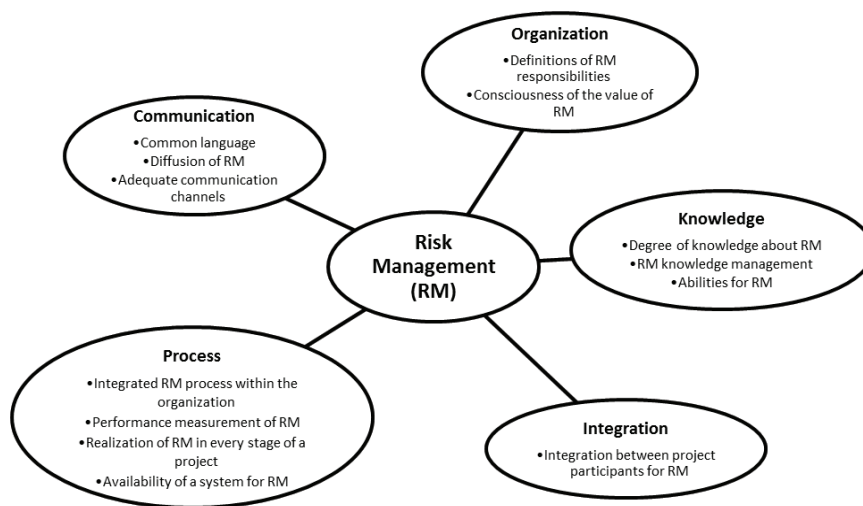 Organization
•Definitions of RM
responsibilities
•Consciousness of the value of
RM
Communication
•Common language
•Diffusion of RM
•Adequate communication
channels
Risk
Management
(RM)
Knowledge
•Degree of knowledge about RM
•RM knowledge management
•Abilities for RM
Process
•Integrated RM process within the
organization
•Performance measurement of RM
•Realization of RM in every stage of a
project
•Availability of a system for RM
Integration
•Integration between project
participants for RM